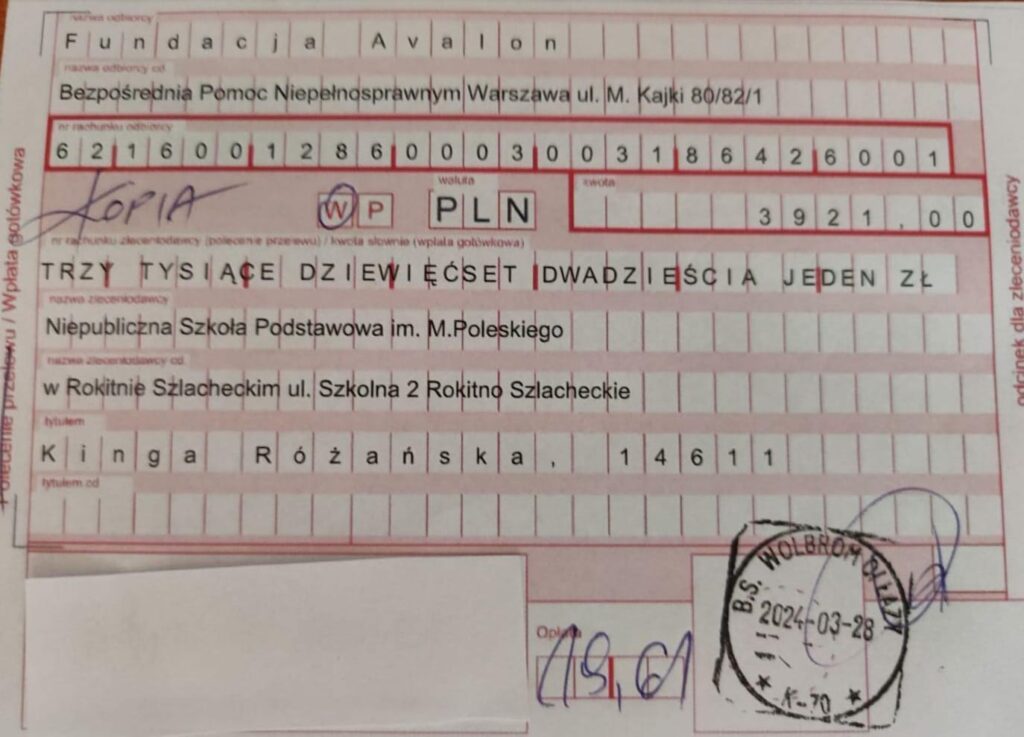 nazwa odbiorcy
Fundacja Avalon
nazwa odbiorcy cd
Bezpośrednia Pomoc Niepełnosprawnym Warszawa ul. M. Kajki 80/82/1
nr rachunku odbiorcy
62160012860003003186426001
KOPIA
W P
waluta
PLN
kwota
3921,00
nr rachunku zleceniodawcy (polecenie przelewu) / kwota słownie (wpłata gotówkowa)
TRZY TYSIĄCE DZIEWIĘĆSET DWADZIEŚCIA JEDEN ZŁ
nazwa zleceniodawcy
Niepubliczna Szkoła Podstawowa im. M.Poleskiego
nazwa zleceniodawcy cd
w Rokitnie Szlacheckim ul. Szkolna 2 Rokitno Szlacheckie
tytułem
Kinga Różańska, 14611
tytułem cd
Polecenie przelewu / Wpłata gotówkowa
odcinek dla zleceniodawcy
Opłata
19,61
B.S. WOLBROM
2024-03-28